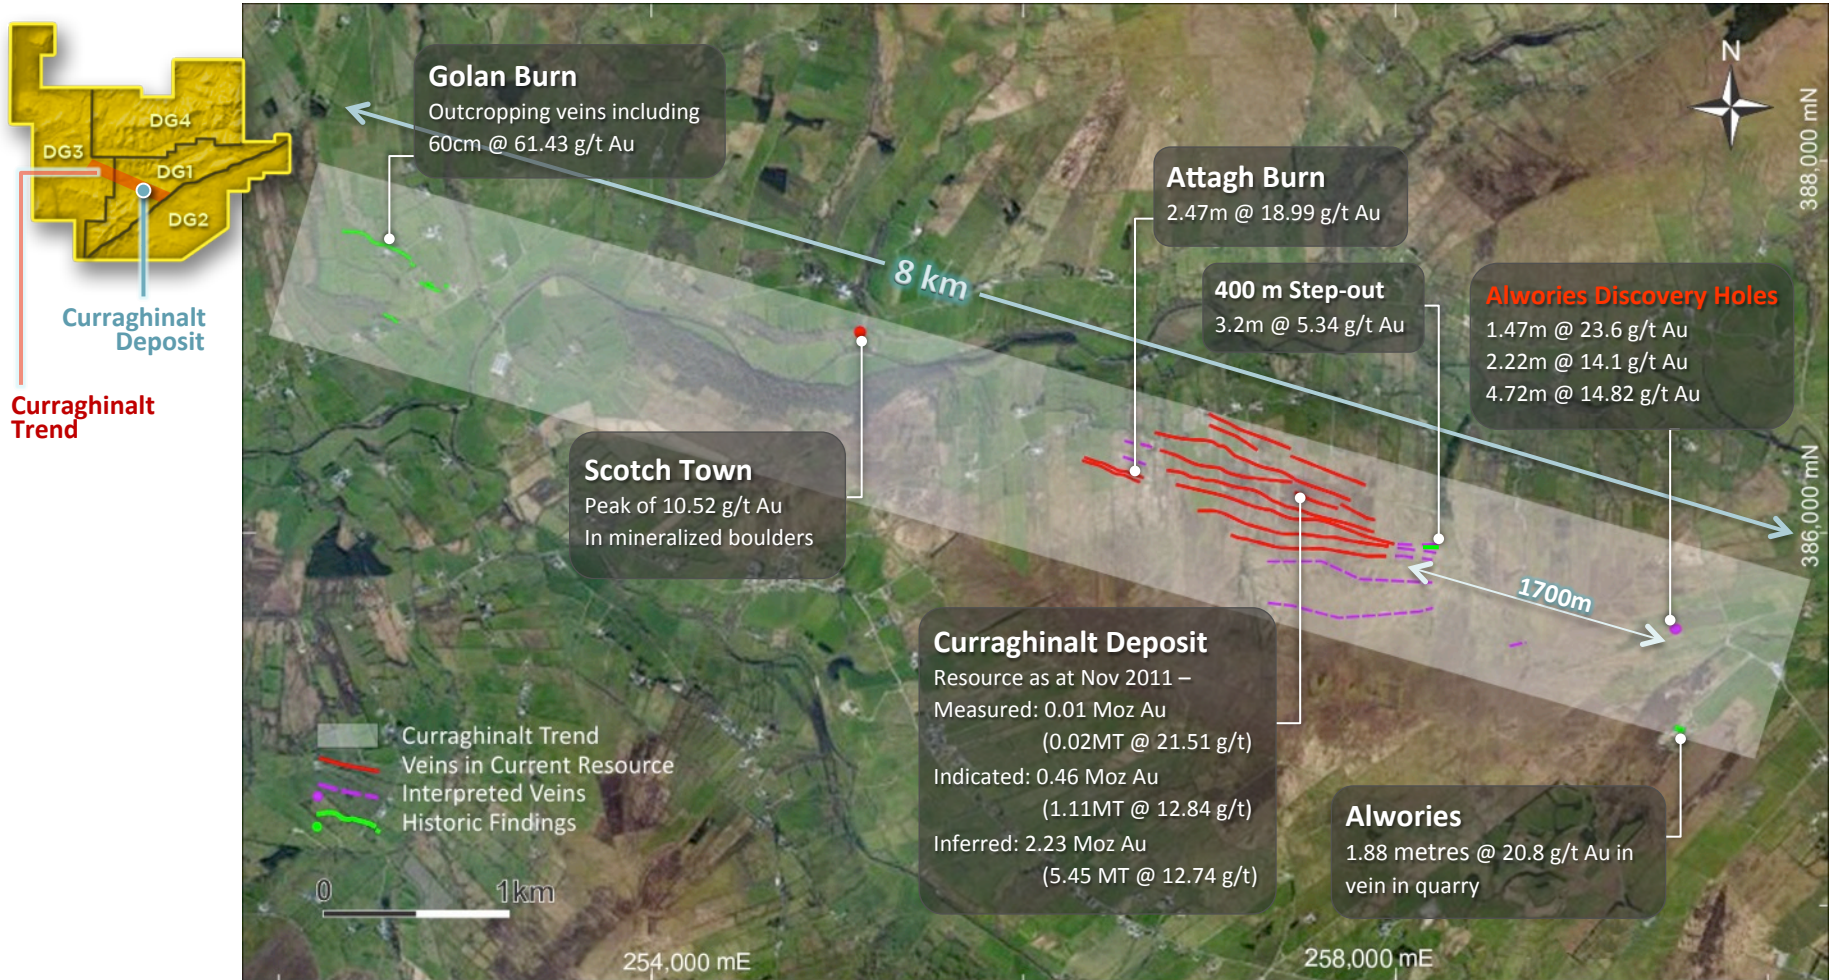 DG4
DG3
DG1
DG2
Curraghinalt
Deposit
Curraghinalt
Trend
Golan Burn
Outcropping veins including
60cm @ 61.43 g/t Au
8 km
Attagh Burn
2.47m @ 18.99 g/t Au
400 m Step-out
3.2m @ 5.34 g/t Au
Alwories Discovery Holes
1.47m @ 23.6 g/t Au
2.22m @ 14.1 g/t Au
4.72m @ 14.82 g/t Au
N
388,000 mN
386,000 mN
Scotch Town
Peak of 10.52 g/t Au
In mineralized boulders
1700m
Curraghinalt Deposit
Resource as at Nov 2011 –
Measured: 0.01 Moz Au
(0.02MT @ 21.51 g/t)
Indicated: 0.46 Moz Au
(1.11MT @ 12.84 g/t)
Inferred: 2.23 Moz Au
(5.45 MT @ 12.74 g/t)
Alwories
1.88 metres @ 20.8 g/t Au in
vein in quarry
Curraghinalt Trend
Veins in Current Resource
Interpreted Veins
Historic Findings
0 1km
254,000 mE
258,000 mE